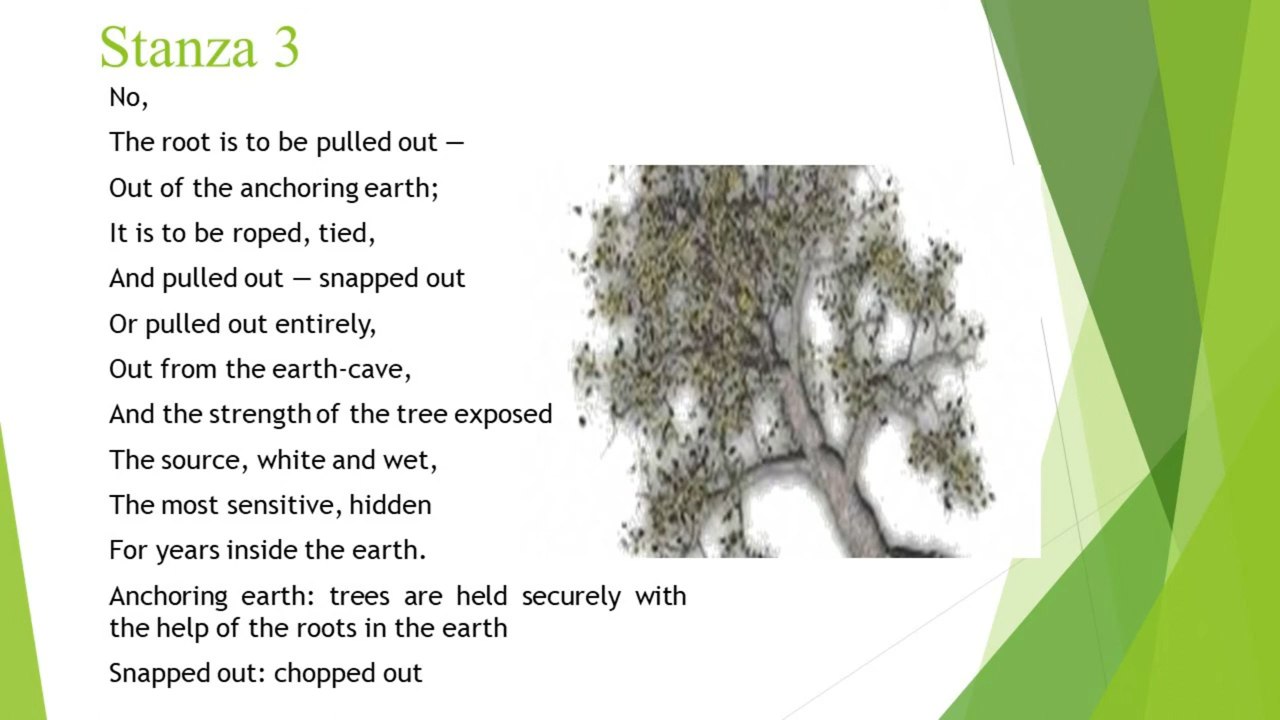 Stanza 3
No,
The root is to be pulled out —
Out of the anchoring earth;
It is to be roped, tied,
And pulled out — snapped out
Or pulled out entirely,
Out from the earth-cave,
And the strength of the tree exposed
The source, white and wet,
The most sensitive, hidden
For years inside the earth.
Anchoring earth: trees are held securely with
the help of the roots in the earth
Snapped out: chopped out